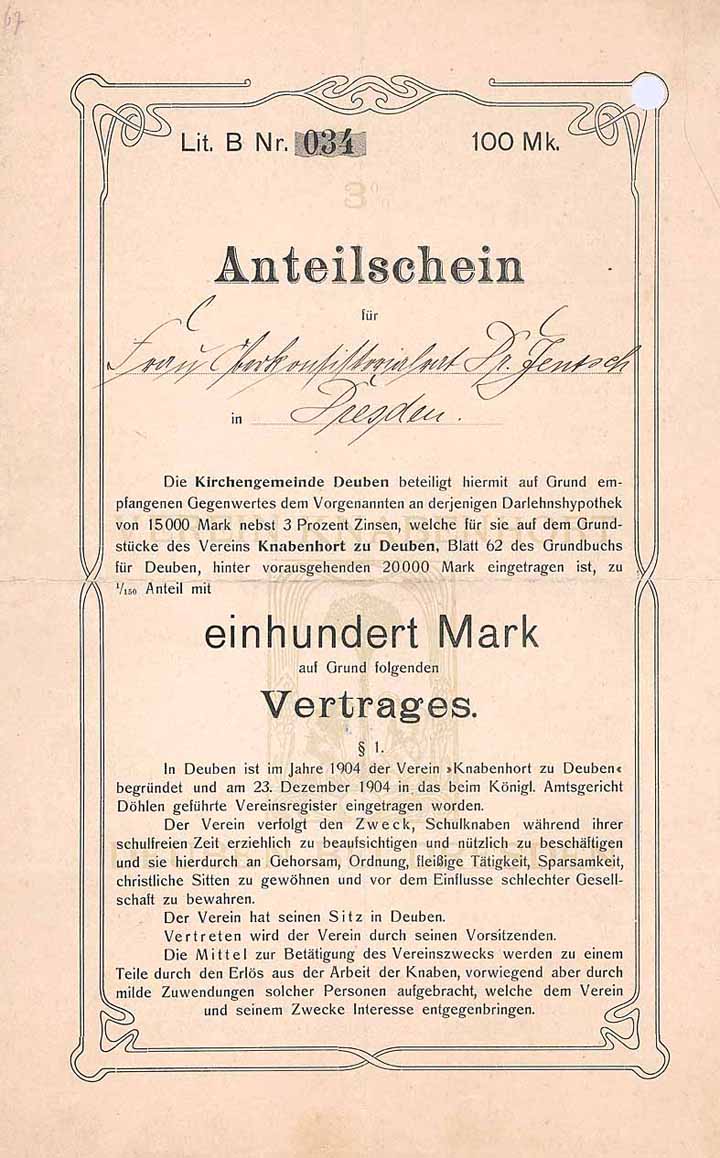 67
Lit. B Nr. 034 100 Mk.
3%
Anteilschein
für
Frau Oberkonsistorialrat Dr. Jentsch
in Dresden.
Die Kirchengemeinde Deuben beteiligt hiermit auf Grund em-
pfangenen Gegenwertes dem Vorgenannten an derjenigen Darlehnshypothek
von 15000 Mark nebst 3 Prozent Zinsen, welche für sie auf dem Grund-
stücke des Vereins Knabenhort zu Deuben, Blatt 62 des Grundbuchs
für Deuben, hinter vorausgehenden 20000 Mark eingetragen ist, zu
1/150 Anteil mit
einhundert Mark
auf Grund folgenden
Vertrages.
§ 1.
In Deuben ist im Jahre 1904 der Verein »Knabenhort zu Deuben«
begründet und am 23. Dezember 1904 in das beim Königl. Amtsgericht
Döhlen geführte Vereinsregister eingetragen worden.
Der Verein verfolgt den Zweck, Schulknaben während ihrer
schulfreien Zeit erziehlich zu beaufsichtigen und nützlich zu beschäftigen
und sie hierdurch an Gehorsam, Ordnung, fleißige Tätigkeit, Sparsamkeit,
christliche Sitten zu gewöhnen und vor dem Einflusse schlechter Gesell-
schaft zu bewahren.
Der Verein hat seinen Sitz in Deuben.
Vertreten wird der Verein durch seinen Vorsitzenden.
Die Mittel zur Betätigung des Vereinszwecks werden zu einem
Teile durch den Erlös aus der Arbeit der Knaben, vorwiegend aber durch
milde Zuwendungen solcher Personen aufgebracht, welche dem Verein
und seinem Zwecke Interesse entgegenbringen.